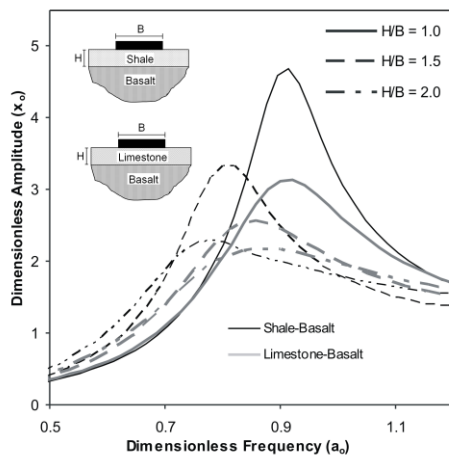 Dimensionless Amplitude (xo)
5
4
3
2
1
0
B
H
Shale
Basalt
B
H
Limestone
Basalt
H/B = 1.0
H/B = 1.5
H/B = 2.0
Shale-Basalt
Limestone-Basalt
0.5
0.7
0.9
1.1
Dimensionless Frequency (ao)